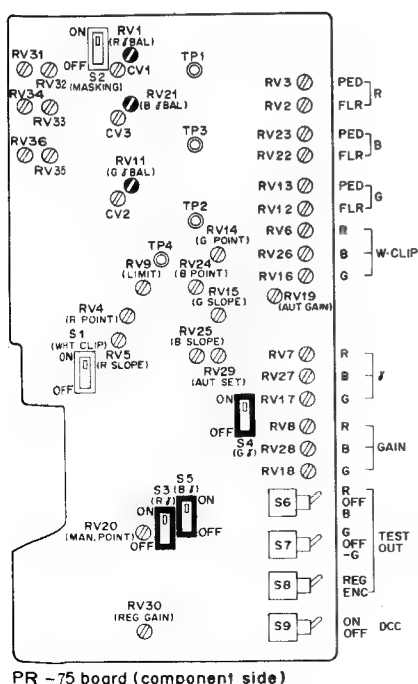 ON
RV1
(R γ BAL)
RV31
RV32
OFF
S2
(MASKING)
CV1
TP1
RV3 PED
R
RV34
RV33
RV21
(B γ BAL)
CV3
RV2 FLR
TP3
RV23 PED
B
RV22 FLR
RV36
RV35
RV11
(G γ BAL)
CV2
RV13 PED
G
RV12 FLR
TP2
RV14
(G POINT)
RV6 R
TP4
RV9
(LIMIT)
RV24
(B POINT)
RV26 B W-CLIP
RV16 G
RV15
(G SLOPE)
RV19
(AUT GAIN)
RV4
(R POINT)
S1
(WHT CLIP)
ON
OFF
RV5
(R SLOPE)
RV25
(B SLOPE)
RV29
(AUT SET)
RV7 R
RV27 B γ
RV17 G
ON
OFF
S4
(G γ)
RV8 R
RV28 B GAIN
RV18 G
S3
(R γ)
S5
(B γ)
ON
OFF
ON
OFF
RV20
(MAN, POINT)
S6 R
OFF
B
S7 G
OFF
-G
TEST
OUT
S8 REG
ENC
S9 ON
OFF DCC
RV30
(REG GAIN)
PR -75 board (component side)